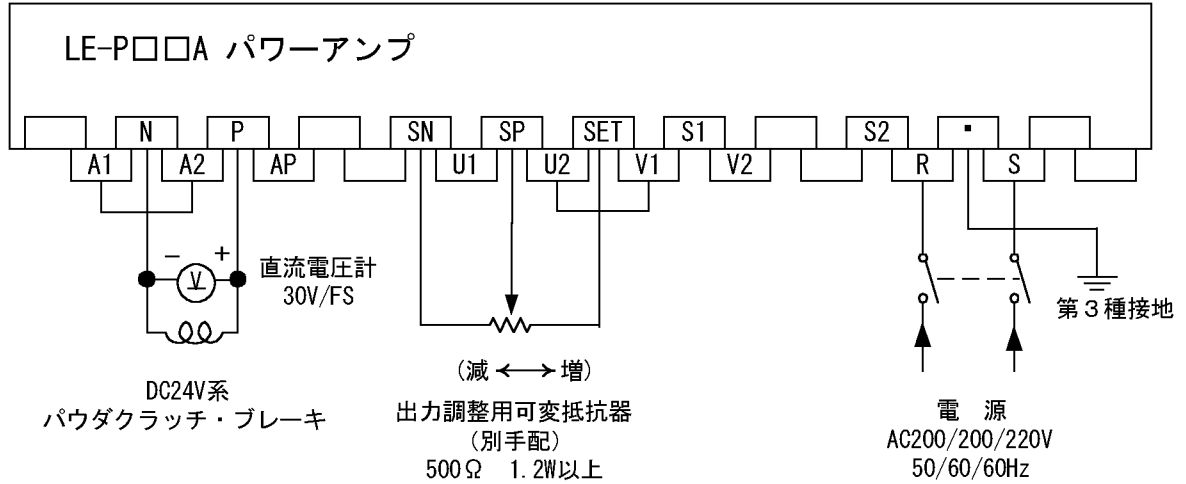 LE-P□□A パワーアンプ
N P SN SP SET S1 S2 ・
A1 A2 AP U1 U2 V1 V2 R S
− +
V
直流電圧計
30V/FS
DC24V系
パウダクラッチ・ブレーキ
(減 ←→ 増)
出力調整用可変抵抗器
(別手配)
500Ω 1.2W以上
第3種接地
電 源
AC200/200/220V
50/60/60Hz